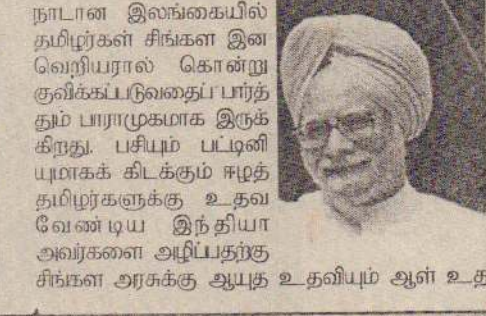 நாடான இலங்கையில்
தமிழர்கள் சிங்கள இன
வெறியரால் கொன்று
குவிக்கப்படுவதைப் பார்த்
தும் பாராமுகமாக இருக்
கிறது. பசியும் பட்டினி
யுமாகக் கிடக்கும் ஈழத்
தமிழர்களுக்கு உதவ
வேண்டிய இந்தியா
அவர்களை அழிப்பதற்கு
சிங்கள அரசுக்கு ஆயுத உதவியும் ஆள் உத